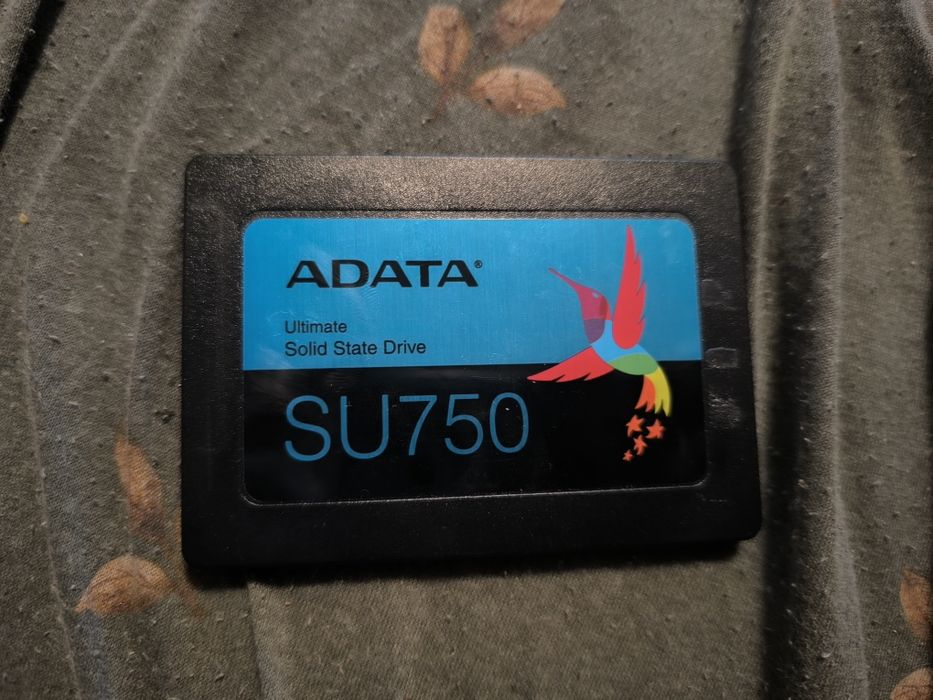 ADATA®
Ultimate
Solid State Drive
SU750